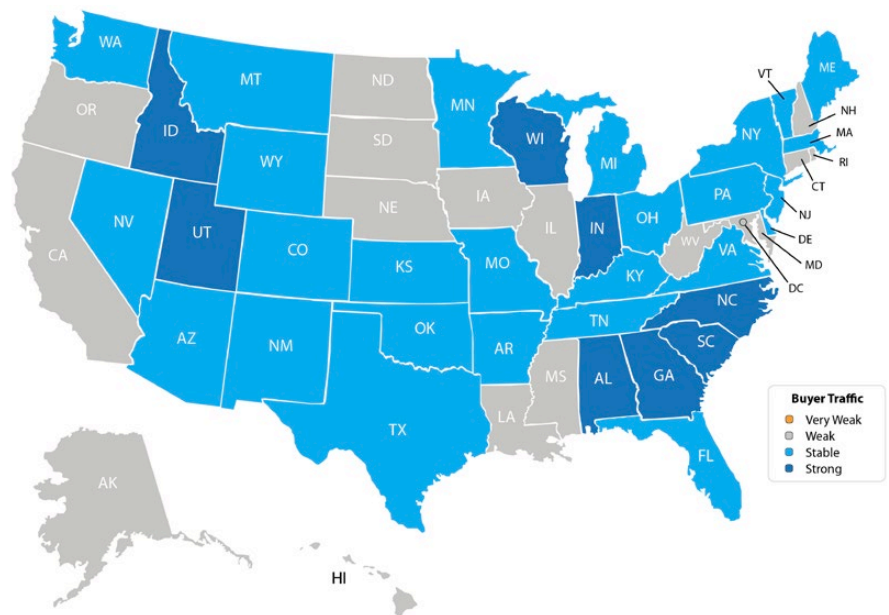 WA
MT
ND
MN
VT
ME
OR
ID
SD
WI
NY
NH
MA
WY
MI
RI
CT
NV
NE
IA
PA
NJ
UT
IL
IN
OH
DE
CA
CO
KS
MO
WV
VA
MD
KY
DC
NC
AZ
NM
OK
AR
TN
SC
TX
LA
MS
AL
GA
FL
AK
HI
Buyer Traffic
Very Weak
Weak
Stable
Strong